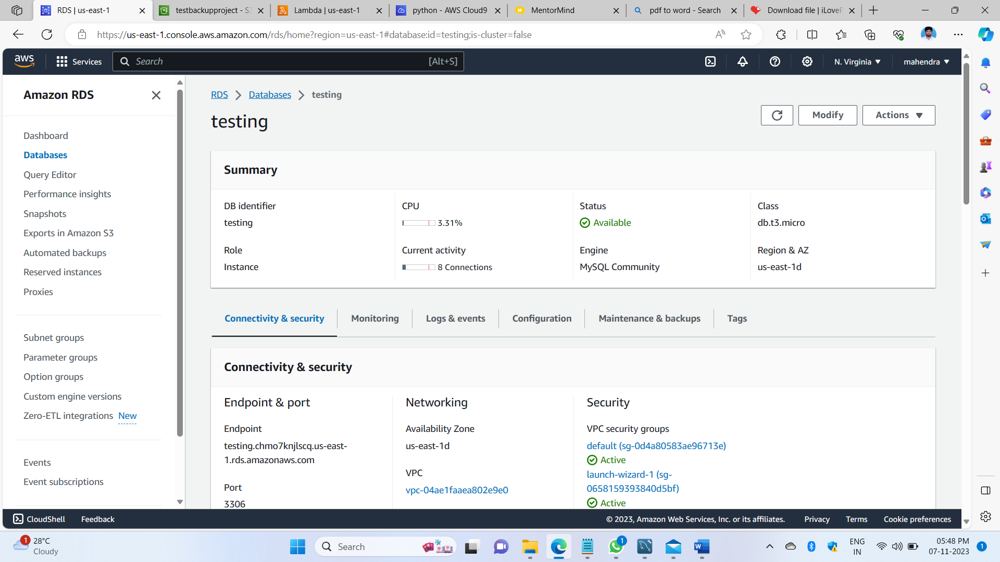 RDS | us-east-1
testbackupproject - S3
Lambda | us-east-1
python - AWS Cloud9
MentorMind
pdf to word - Search
Download file | iLoveP
https://us-east-1.console.aws.amazon.com/rds/home?region=us-east-1#database:id=testing;is-cluster=false
aws
Services
Search
[Alt+S]
N. Virginia
mahendra
Amazon RDS
Dashboard
Databases
Query Editor
Performance insights
Snapshots
Exports in Amazon S3
Automated backups
Reserved instances
Proxies
Subnet groups
Parameter groups
Option groups
Custom engine versions
Zero-ETL integrations New
Events
Event subscriptions
RDS > Databases > testing
testing
Modify
Actions
Summary
DB identifier
testing
CPU
3.31%
Status
Available
Class
db.t3.micro
Role
Instance
Current activity
8 Connections
Engine
MySQL Community
Region & AZ
us-east-1d
Connectivity & security
Monitoring
Logs & events
Configuration
Maintenance & backups
Tags
Connectivity & security
Endpoint & port
Endpoint
testing.chmo7knjlscq.us-east-
1.rds.amazonaws.com
Port
3306
Networking
Availability Zone
us-east-1d
VPC
vpc-04ae1faaea802e9e0
Security
VPC security groups
default (sg-0d4a80583ae96713e)
Active
launch-wizard-1 (sg-
0658159393840d5bf)
Active
CloudShell
Feedback
© 2023, Amazon Web Services, Inc. or its affiliates.
Privacy
Terms
Cookie preferences
1
28°C
Cloudy
Search
1
ENG
IN
05:48 PM
07-11-2023
1